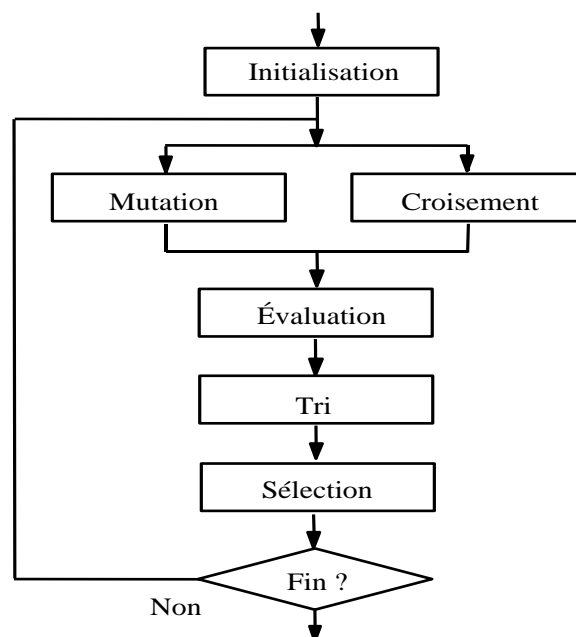 Initialisation
Mutation
Croisement
Évaluation
Tri
Sélection
Fin ?
Non